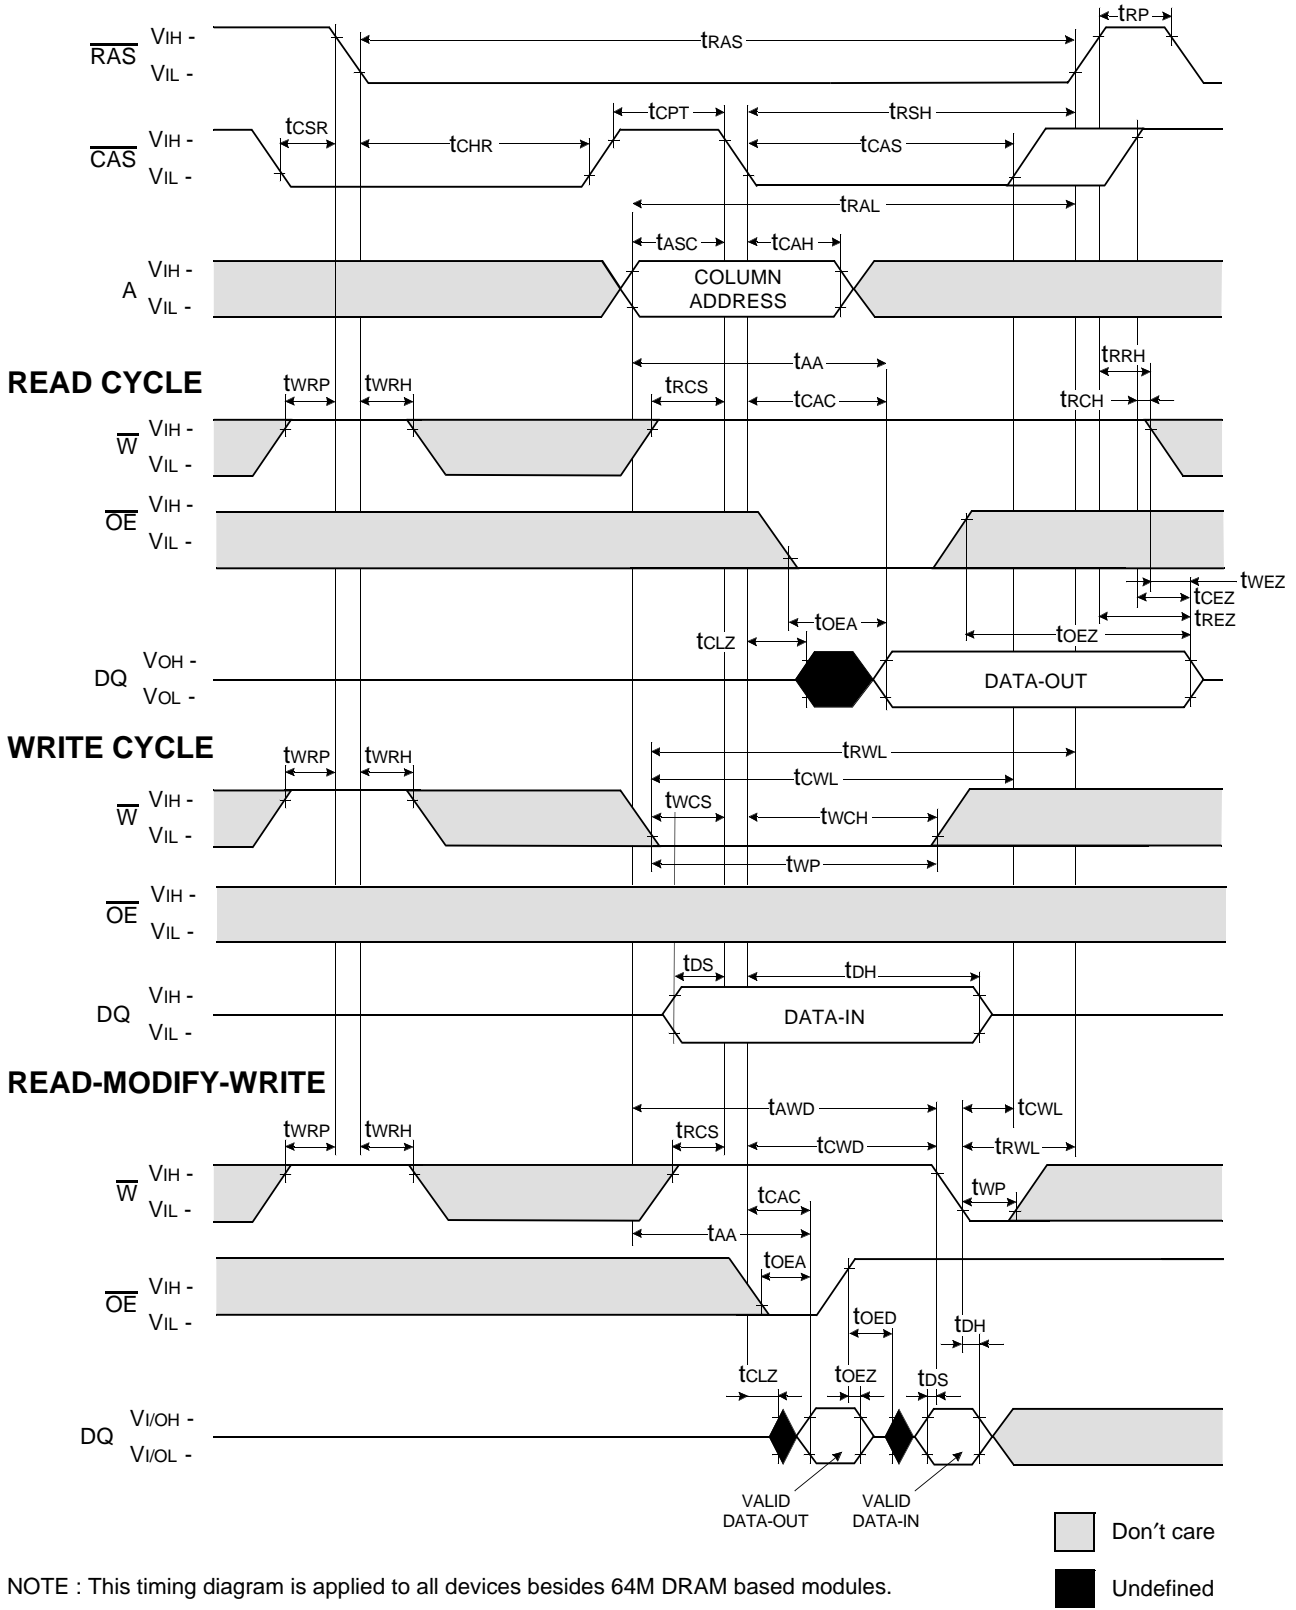 tRP
VIH -
RAS
tRAS
VIL -
tCPT
tRSH
tCSR
VIH -
CAS
tCHR
tCAS
VIL -
tRAL
tASC
tCAH
VIH -
A
COLUMN
ADDRESS
VIL -
READ CYCLE
tAA
tRRH
tWRP
tWRH
tRCS
tCAC
tRCH
VIH -
W
VIL -
VIH -
OE
VIL -
tWEZ
tCEZ
tOEA
tREZ
tCLZ
tOEZ
VOH -
DQ
DATA-OUT
VOL -
WRITE CYCLE
tWRP
tWRH
tRWL
tCWL
VIH -
W
tWCS
tWCH
VIL -
tWP
VIH -
OE
VIL -
tDS
tDH
VIH -
DQ
DATA-IN
VIL -
READ-MODIFY-WRITE
tAWD
tCWL
tWRP
tWRH
tRCS
tCWD
tRWL
VIH -
W
tWP
VIL -
tCAC
tAA
tOEA
VIH -
OE
VIL -
tOED
tDH
tCLZ
tOEZ
tDS
VI/OH -
DQ
VI/OL -
VALID
DATA-OUT
VALID
DATA-IN
Don′t care
NOTE : This timing diagram is applied to all devices besides 64M DRAM based modules.
Undefined